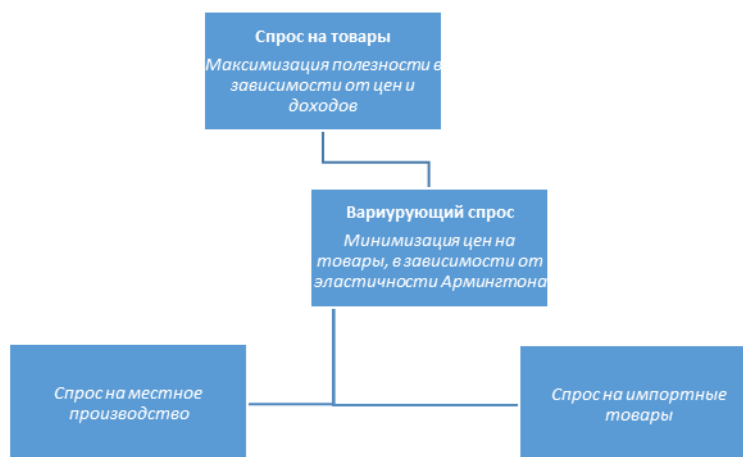 Спрос на товары
Максимизация полезности в
зависимости от цен и
доходов
Вариурующий спрос
Минимизация цен на
товары, в зависимости от
эластичности Армингтона
Спрос на местное
производство
Спрос на импортные
товары